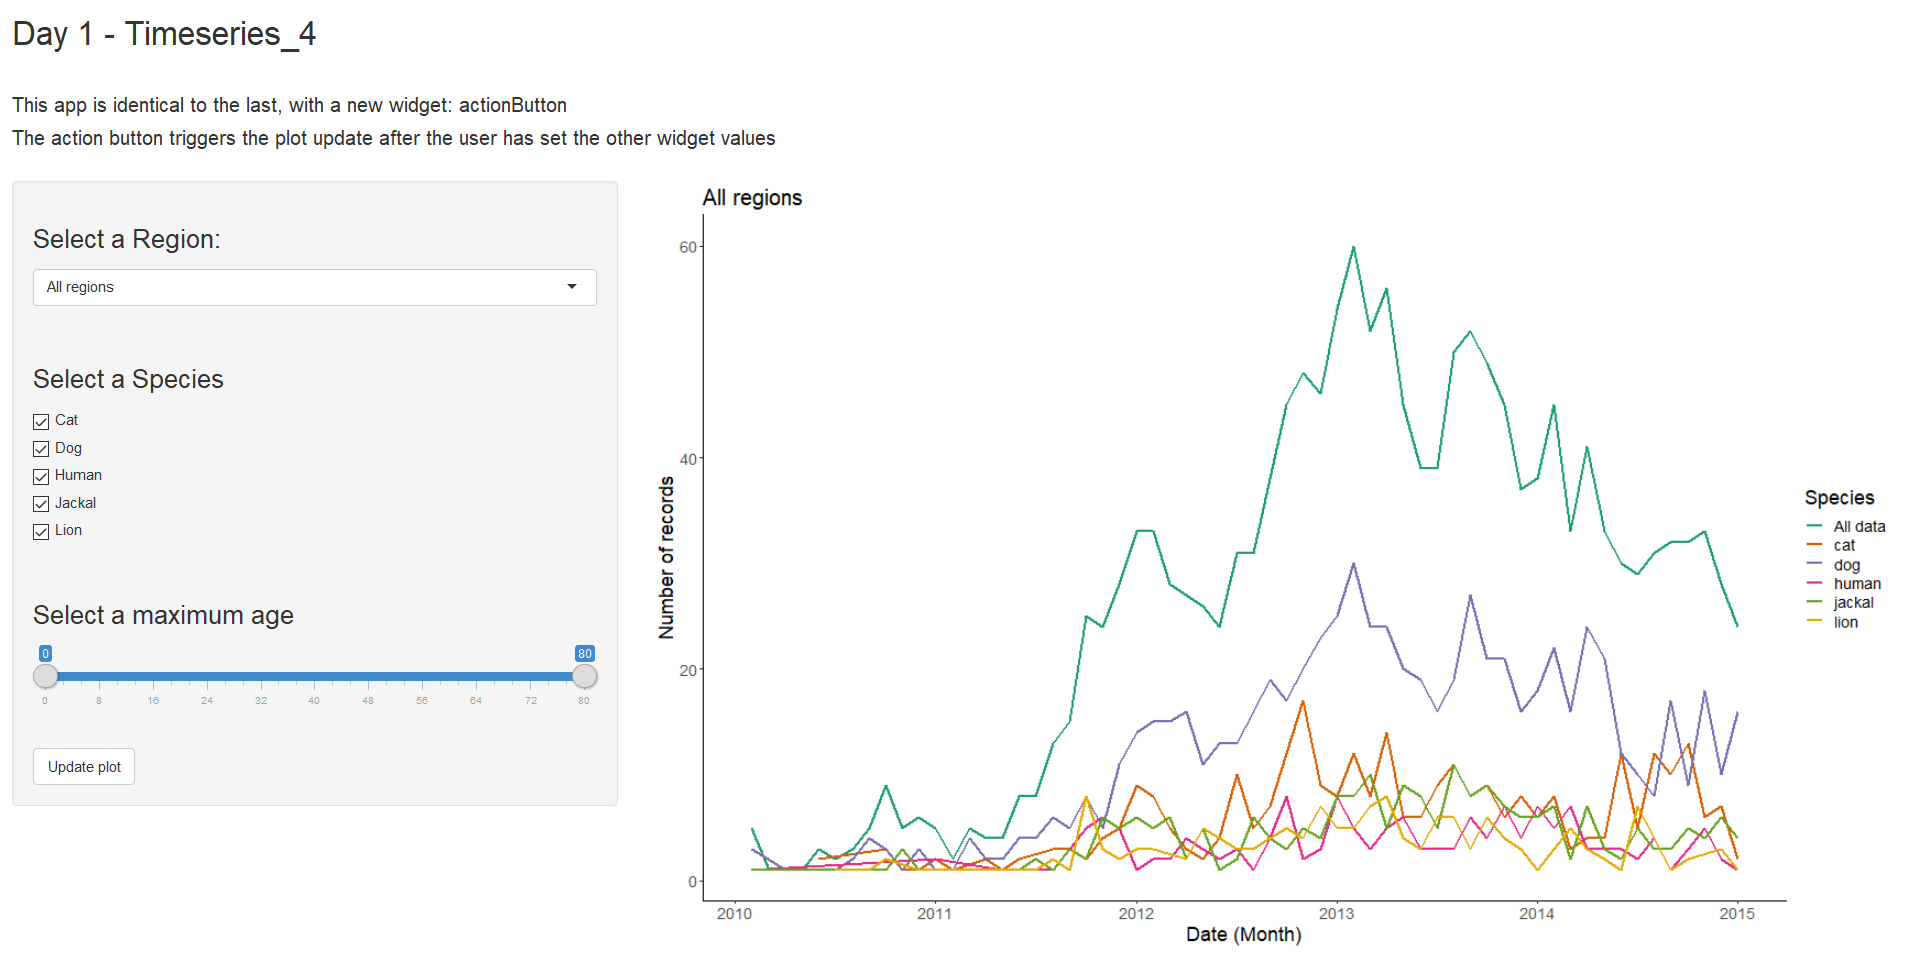 Day 1 - Timeseries_4
This app is identical to the last, with a new widget: actionButton
The action button triggers the plot update after the user has set the other widget values
Select a Region:
All regions
Select a Species
Cat
Dog
Human
Jackal
Lion
Select a maximum age
0 80
0 8 16 24 32 40 48 56 64 72 80
Update plot
All regions
Number of records
60
40
20
0
2010 2011 2012 2013 2014 2015
Date (Month)
Species
All data
cat
dog
human
jackal
lion